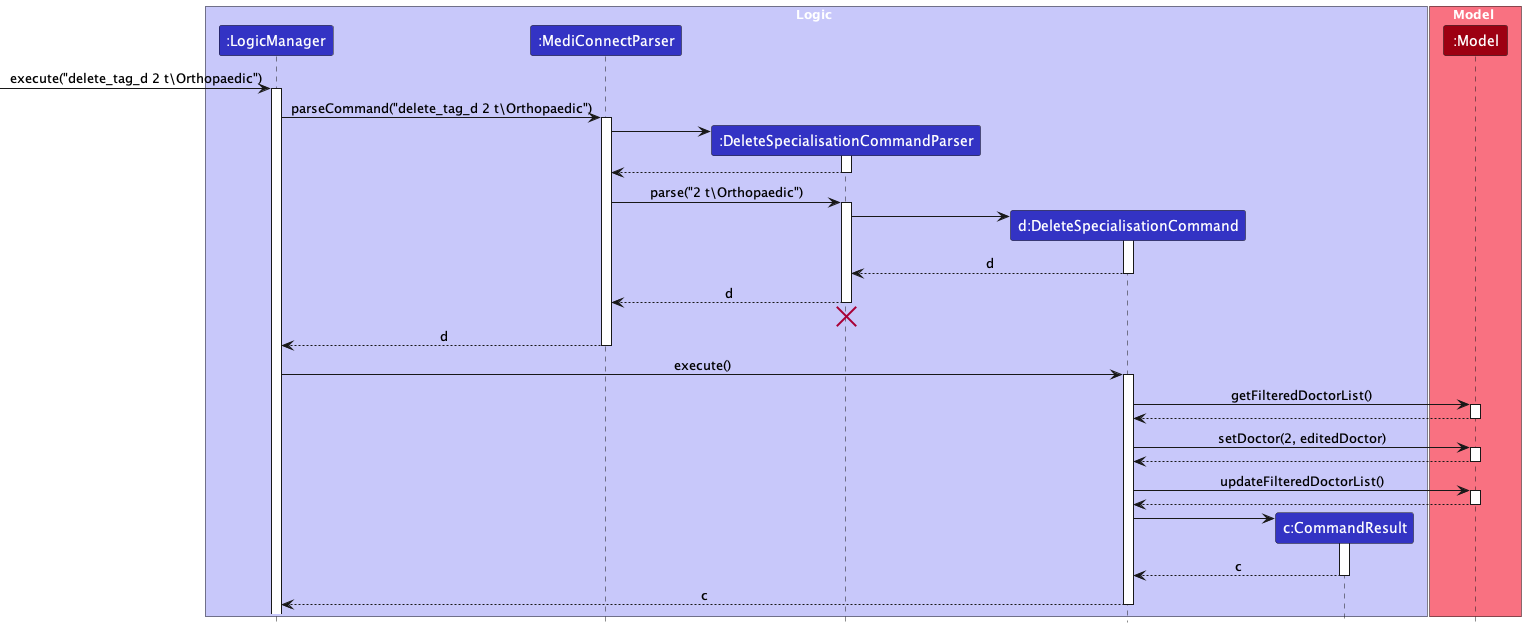 Logic
Model
:LogicManager
:MediConnectParser
:Model
execute("delete_tag_d 2 t\Orthopaedic")
parseCommand("delete_tag_d 2 t\Orthopaedic")
:DeleteSpecialisationCommandParser
parse("2 t\Orthopaedic")
d:DeleteSpecialisationCommand
d
d
d
execute()
getFilteredDoctorList()
setDoctor(2, editedDoctor)
updateFilteredDoctorList()
c:CommandResult
c
c